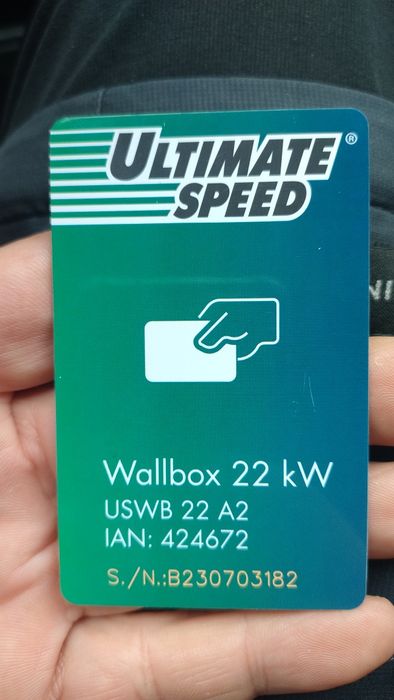 ULTIMATE®
SPEED
Wallbox 22 kW
USWB 22 A2
IAN: 424672
S./N.:B230703182